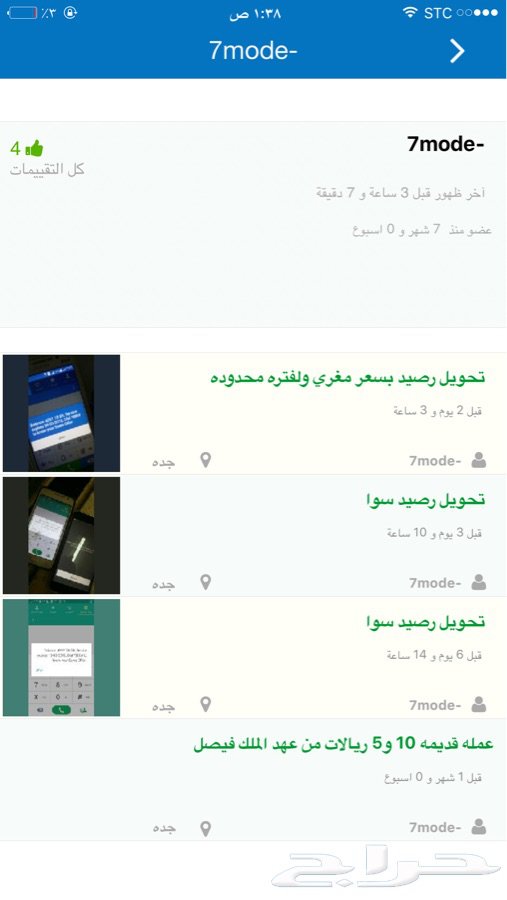 STC ١:٣٨ ص ٪٣
7mode-
7mode-
4
كل التقييمات
آخر ظهور قبل 3 ساعة و 7 دقيقة
عضو منذ 7 شهر و 0 اسبوع
تحويل رصيد بسعر مغري ولفتره محدوده
قبل 2 يوم و 3 ساعة
7mode- جده
تحويل رصيد سوا
قبل 3 يوم و 10 ساعة
7mode- جده
تحويل رصيد سوا
قبل 6 يوم و 14 ساعة
7mode- جده
عمله قديمه 10 و5 ريالات من عهد الملك فيصل
قبل 1 شهر و 0 اسبوع
7mode- جده
حراج